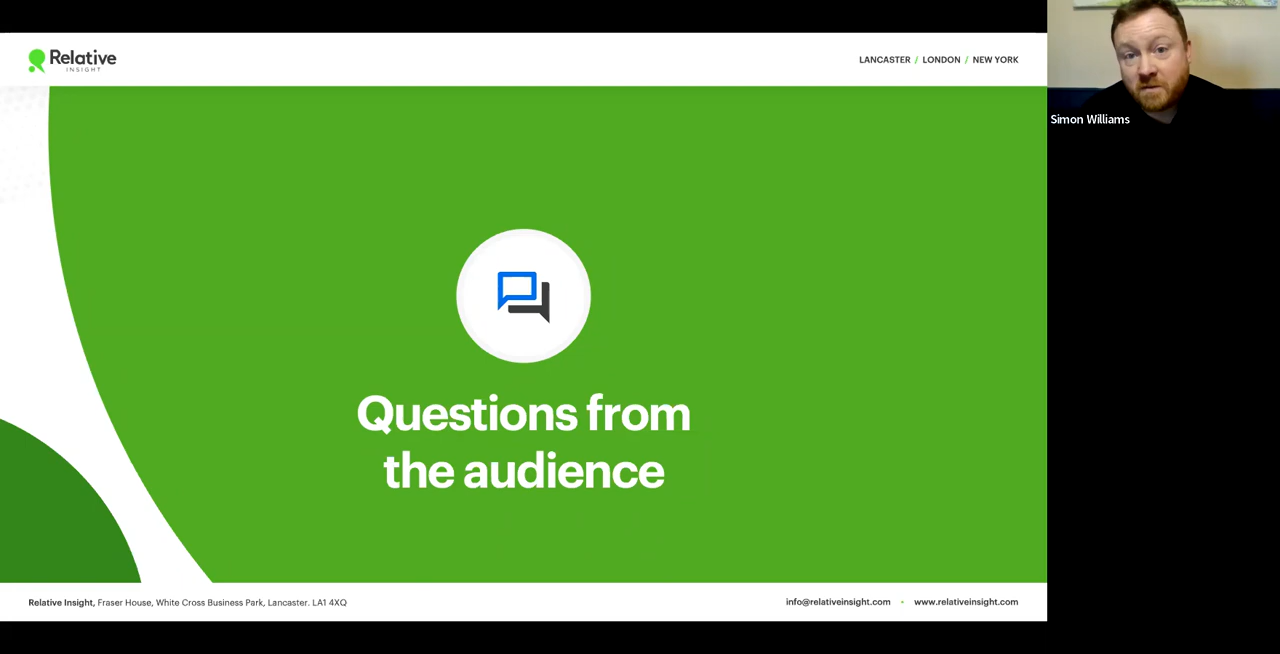 Relative
INSIGHT
LANCASTER / LONDON / NEW YORK
Simon Williams
Questions from
the audience
Relative Insight, Fraser House, White Cross Business Park, Lancaster. LA1 4XQ
info@relativeinsight.com • www.relativeinsight.com